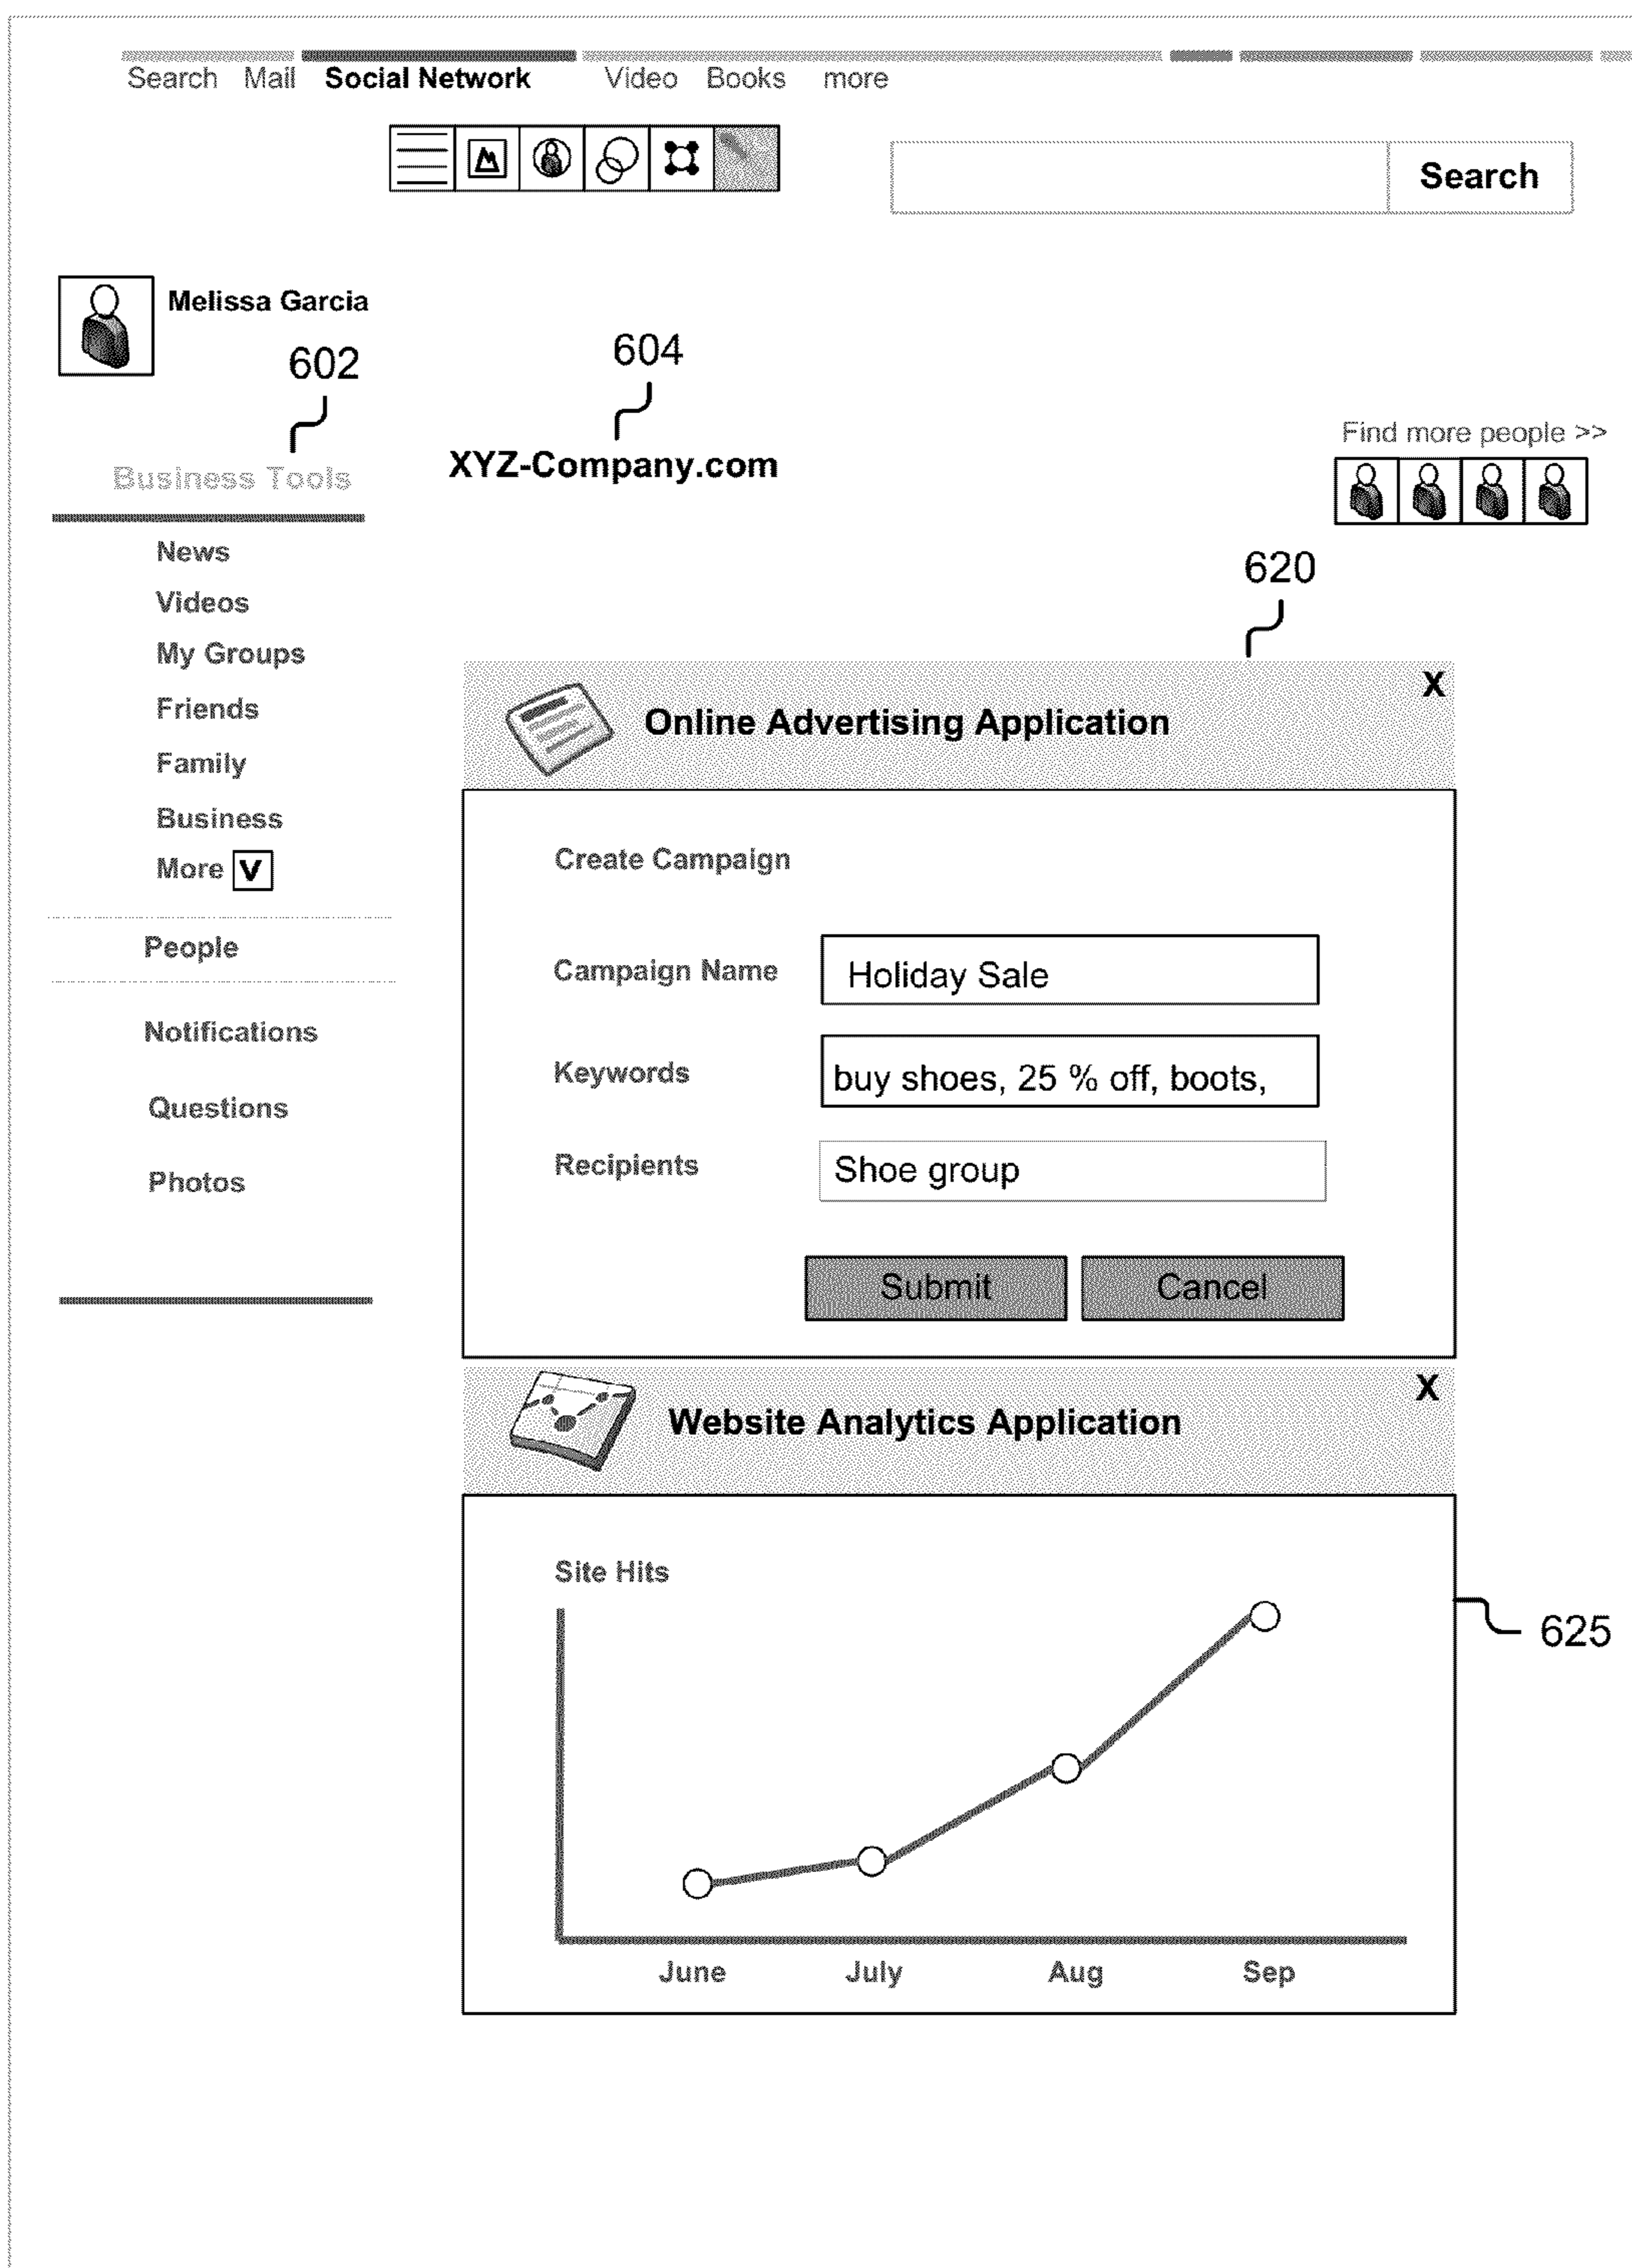 Search Mail Social Network Video Books more
Search
Melissa Garcia
602
604
Business Tools
XYZ-Company.com
Find more people >>
News
Videos
My Groups
Friends
Family
Business
More V
People
Notifications
Questions
Photos
620
X
Online Advertising Application
Create Campaign
Campaign Name Holiday Sale
Keywords buy shoes, 25 % off, boots,
Recipients Shoe group
Submit Cancel
X
Website Analytics Application
Site Hits
625
June July Aug Sep